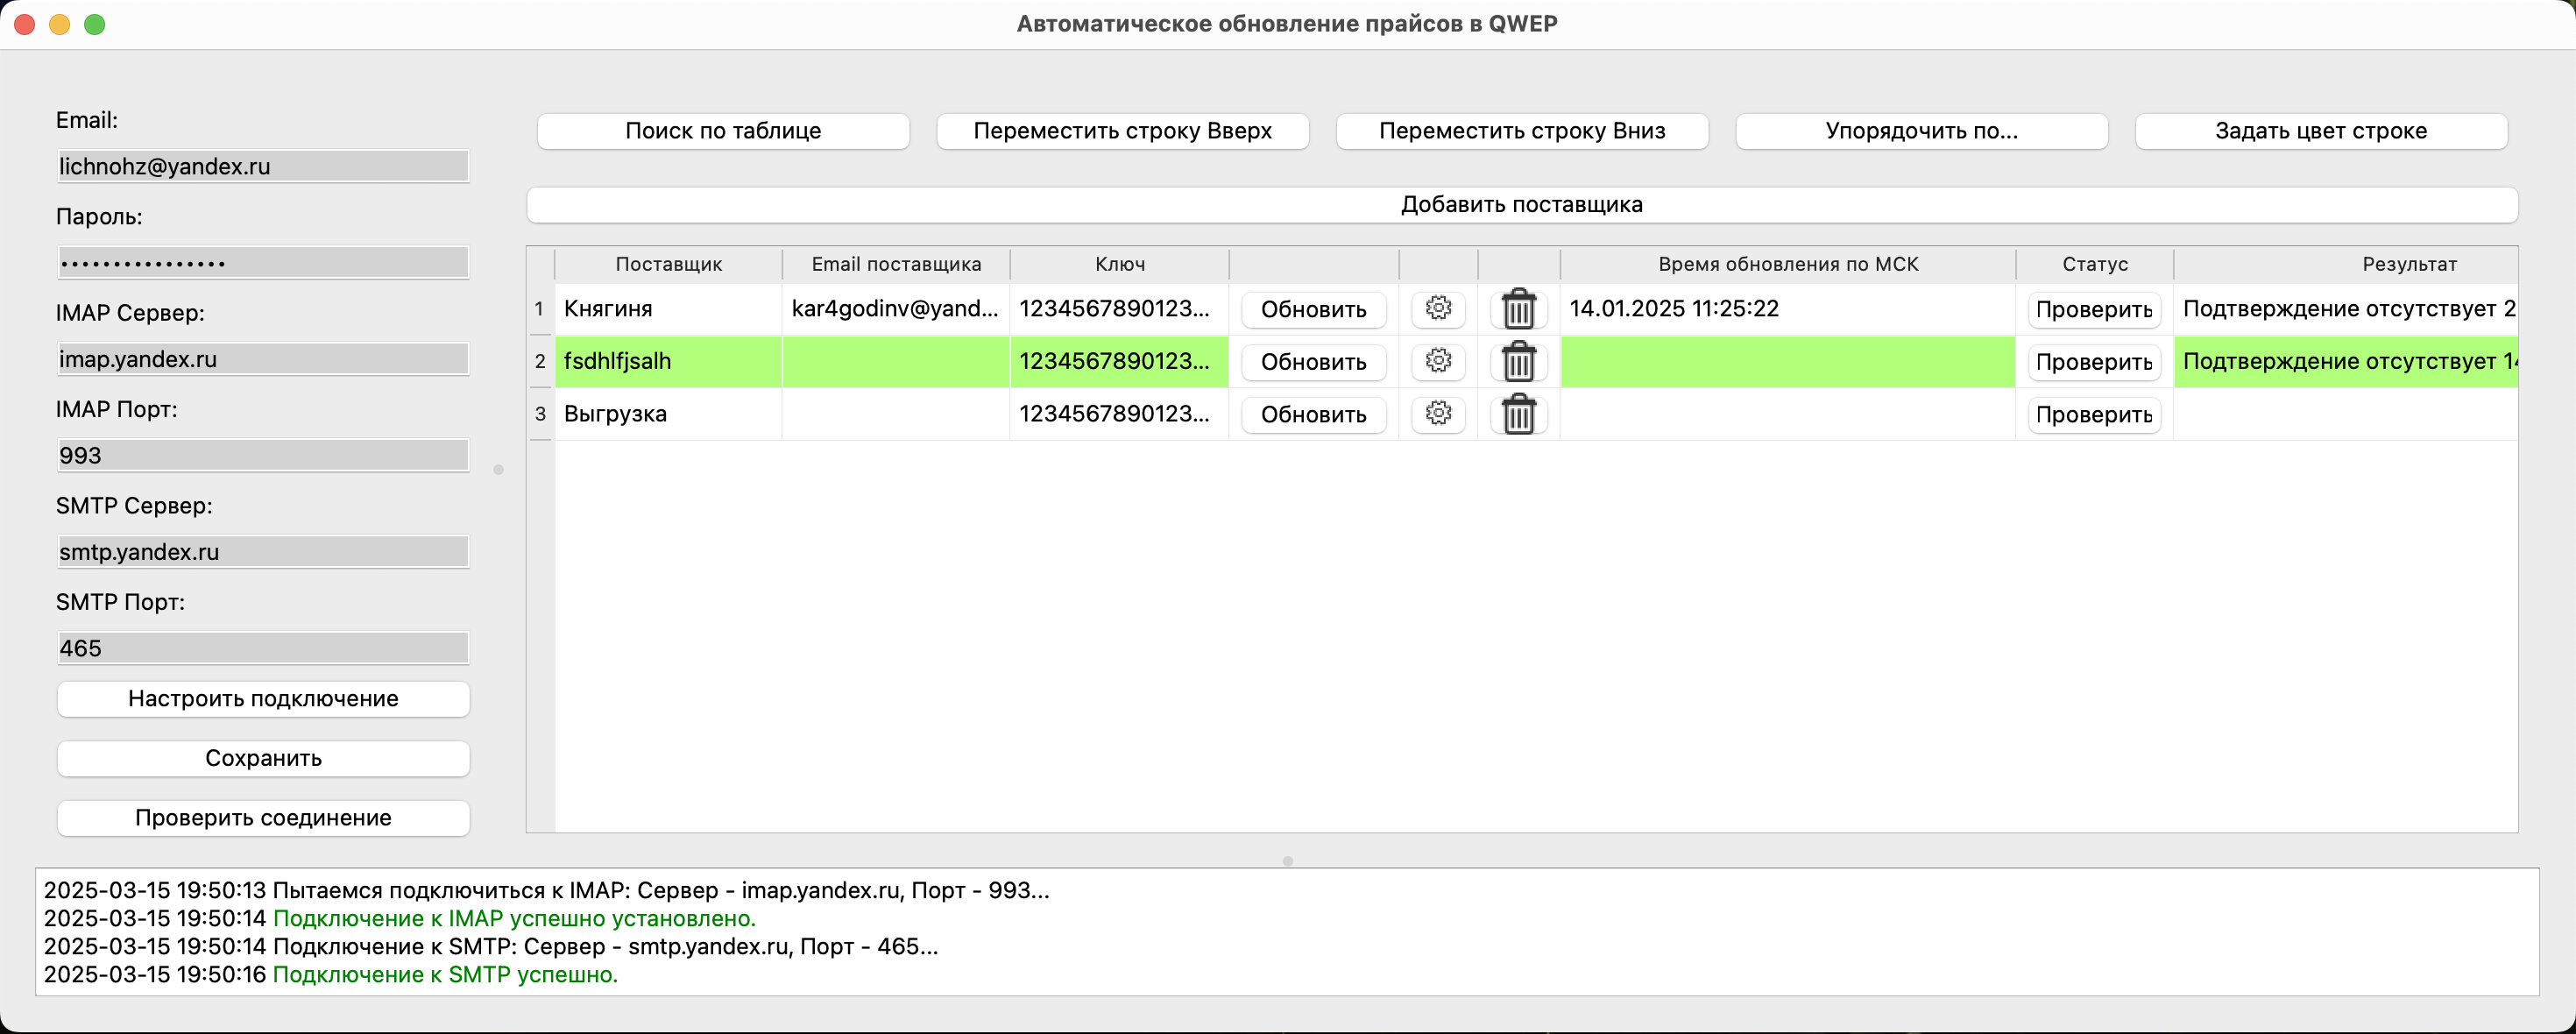 Автоматическое обновление прайсов в QWEP
Email:
lichnohz@yandex.ru
Пароль:
••••••••••••••••
IMAP Сервер:
imap.yandex.ru
IMAP Порт:
993
SMTP Сервер:
smtp.yandex.ru
SMTP Порт:
465
Настроить подключение
Сохранить
Проверить соединение
Поиск по таблице Переместить строку Вверх Переместить строку Вниз Упорядочить по... Задать цвет строке
Добавить поставщика
Поставщик Email поставщика Ключ Время обновления по МСК Статус Результат
1 Княгиня kar4godinv@yand... 1234567890123... Обновить 14.01.2025 11:25:22 Проверить Подтверждение отсутствует 2
2 fsdhlfjsalh 1234567890123... Обновить Проверить Подтверждение отсутствует 14
3 Выгрузка 1234567890123... Обновить Проверить
2025-03-15 19:50:13 Пытаемся подключиться к IMAP: Сервер - imap.yandex.ru, Порт - 993...
2025-03-15 19:50:14 Подключение к IMAP успешно установлено.
2025-03-15 19:50:14 Подключение к SMTP: Сервер - smtp.yandex.ru, Порт - 465...
2025-03-15 19:50:16 Подключение к SMTP успешно.